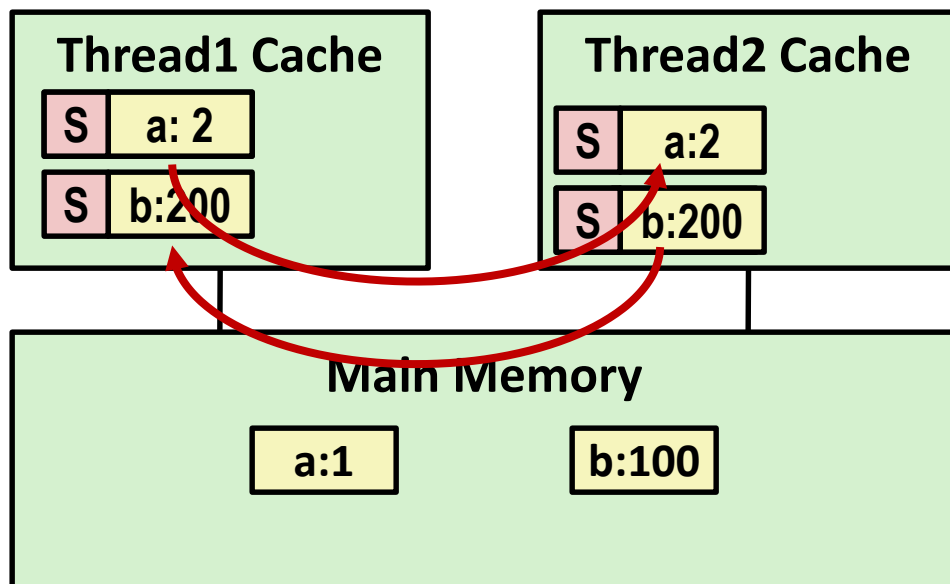 Thread1 Cache
S a: 2
S b:200
Thread2 Cache
S a:2
S b:200
Main Memory
a:1
b:100